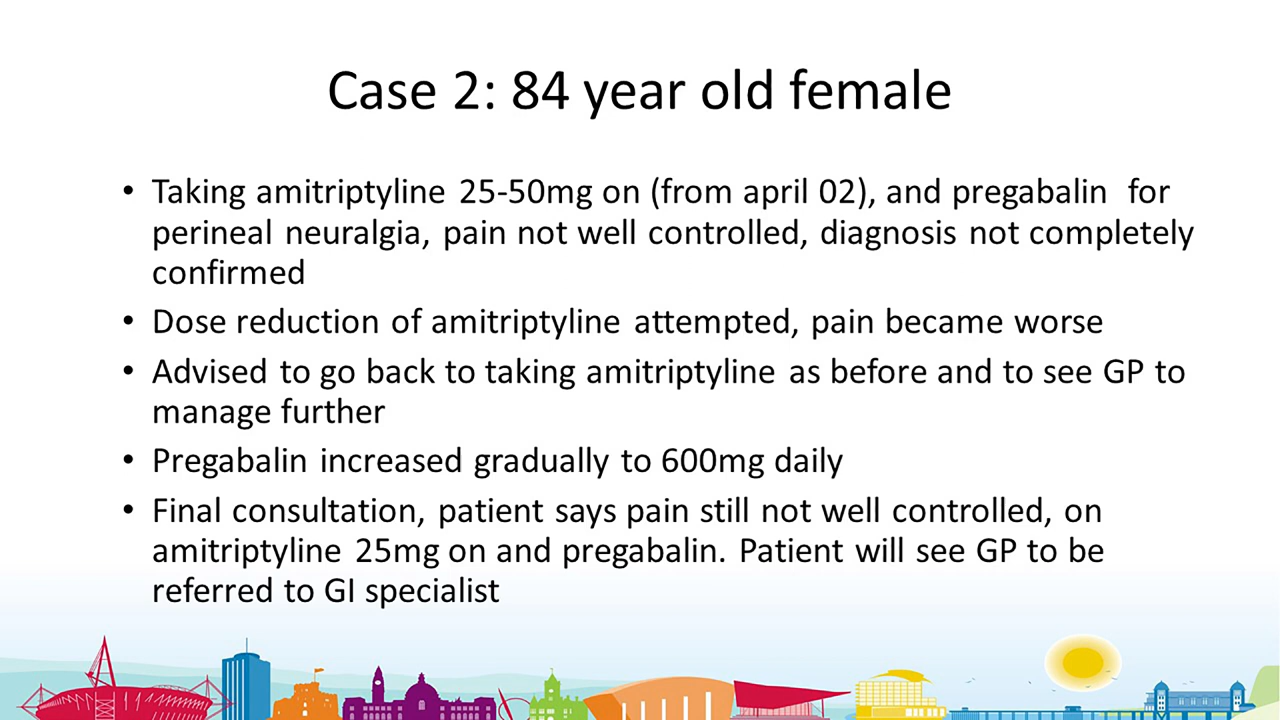 Case 2: 84 year old female
• Taking amitriptyline 25-50mg on (from april 02), and pregabalin for
perineal neuralgia, pain not well controlled, diagnosis not completely
confirmed
• Dose reduction of amitriptyline attempted, pain became worse
• Advised to go back to taking amitriptyline as before and to see GP to
manage further
• Pregabalin increased gradually to 600mg daily
• Final consultation, patient says pain still not well controlled, on
amitriptyline 25mg on and pregabalin. Patient will see GP to be
referred to GI specialist